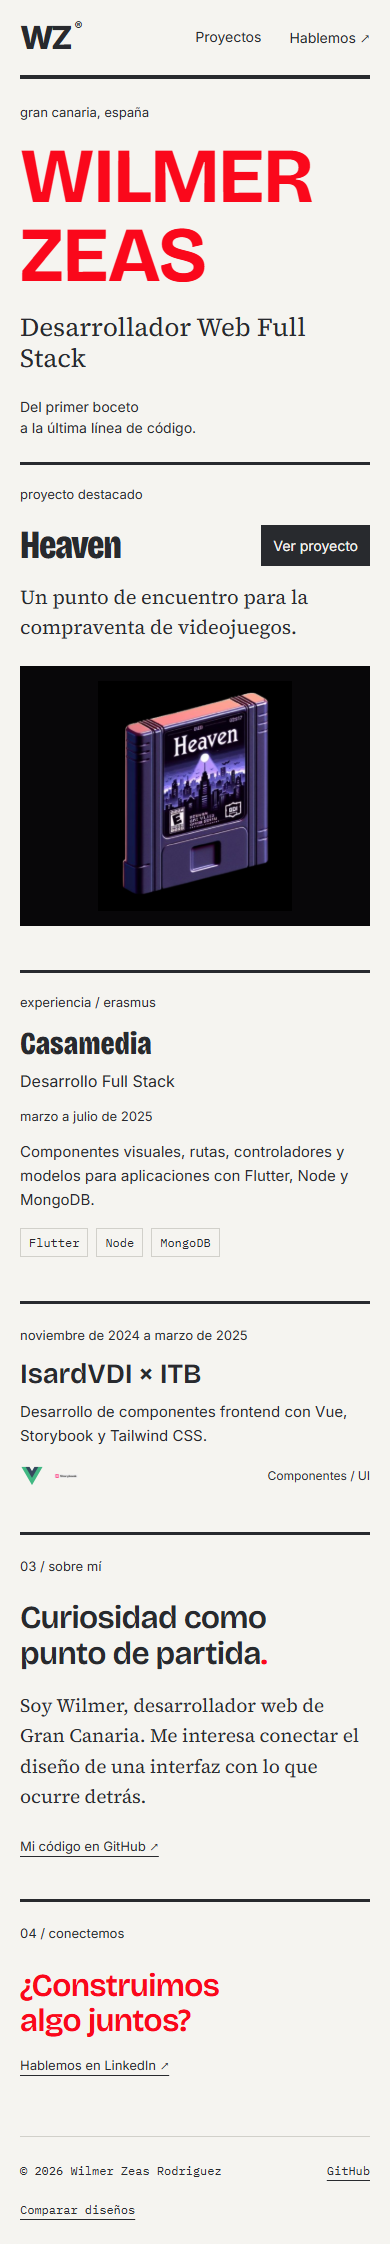 WZ®
Proyectos
Hablemos ↗
gran canaria, españa
WILMER
ZEAS
Desarrollador Web Full
Stack
Del primer boceto
a la última línea de código.
proyecto destacado
Heaven
Ver proyecto
Un punto de encuentro para la
compraventa de videojuegos.
Heaven
E
experiencia / erasmus
Casamedia
Desarrollo Full Stack
marzo a julio de 2025
Componentes visuales, rutas, controladores y
modelos para aplicaciones con Flutter, Node y
MongoDB.
Flutter
Node
MongoDB
noviembre de 2024 a marzo de 2025
IsardVDI × ITB
Desarrollo de componentes frontend con Vue,
Storybook y Tailwind CSS.
Componentes / UI
03 / sobre mí
Curiosidad como
punto de partida.
Soy Wilmer, desarrollador web de
Gran Canaria. Me interesa conectar el
diseño de una interfaz con lo que
ocurre detrás.
Mi código en GitHub ↗
04 / conectemos
¿Construimos
algo juntos?
Hablemos en LinkedIn ↗
© 2026 Wilmer Zeas Rodriguez
GitHub
Comparar diseños